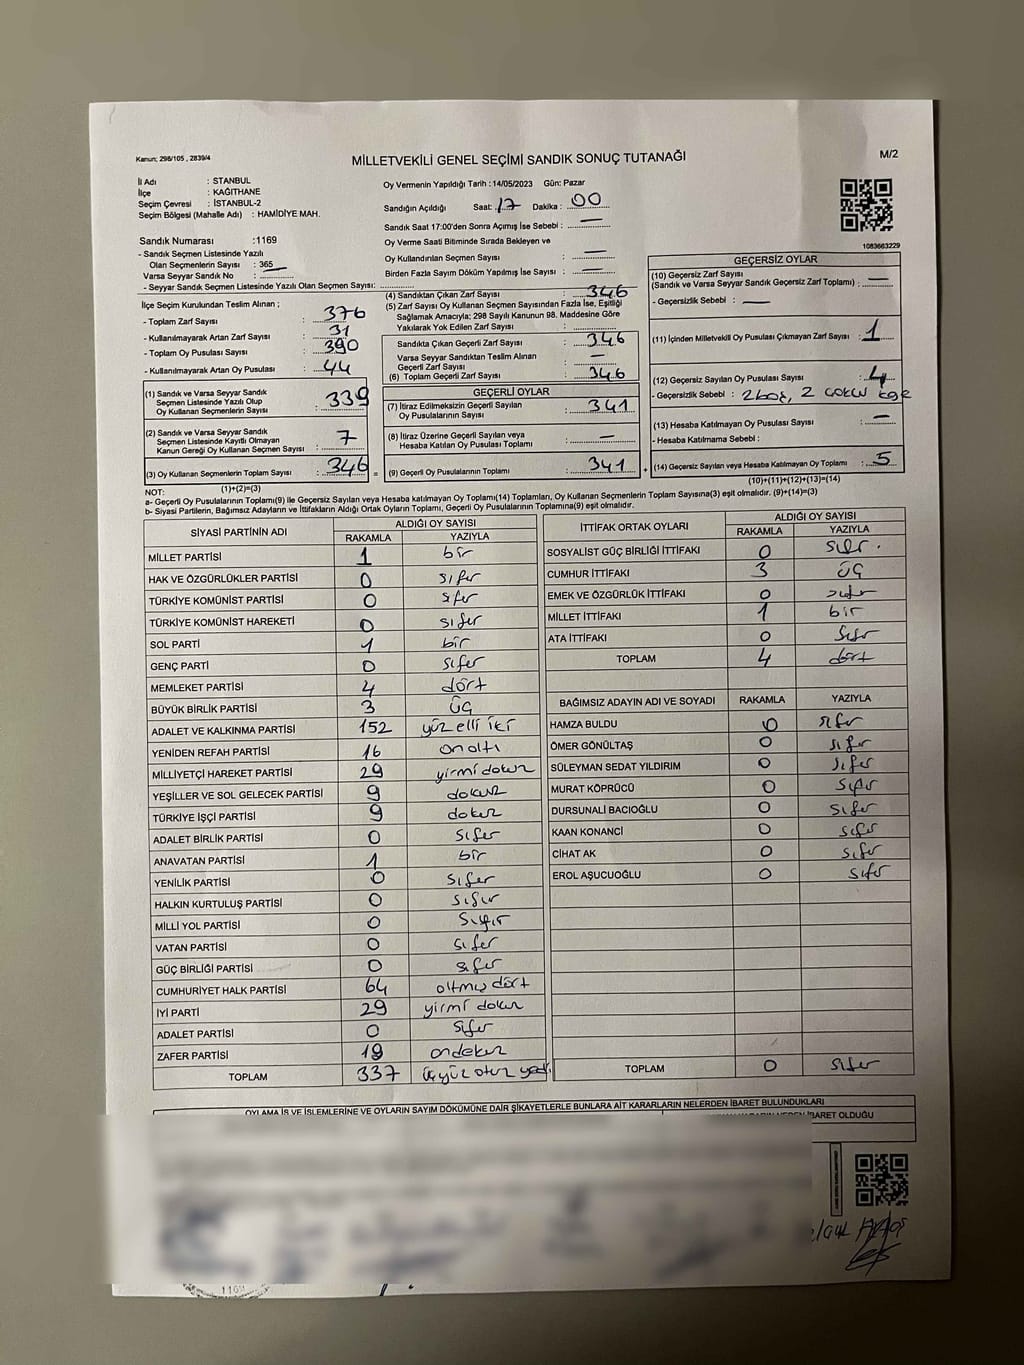 Kanun; 298/105 , 2839/4
MİLLETVEKİLİ GENEL SEÇİMİ SANDIK SONUÇ TUTANAĞI
M/2
İl Adı : STANBUL
İlçe : KAĞITHANE
Seçim Çevresi : İSTANBUL-2
Seçim Bölgesi (Mahalle Adı) : HAMİDİYE MAH.
Oy Vermenin Yapıldığı Tarih : 14/05/2023 Gün: Pazar
Sandığın Açıldığı Saat: 17 Dakika : 00
Sandık Saat 17:00'den Sonra Açımış İse Sebebi : —
Oy Verme Saati Bitiminde Sırada Bekleyen ve
Oy Kullandırılan Seçmen Sayısı : —
Birden Fazla Sayım Döküm Yapılmış İse Sayısı : —
1083663229
Sandık Numarası :1169
- Sandık Seçmen Listesinde Yazılı
Olan Seçmenlerin Sayısı : 365
Varsa Seyyar Sandık No :
- Seyyar Sandık Seçmen Listesinde Yazılı Olan Seçmen Sayısı:
İlçe Seçim Kurulundan Teslim Alınan ;
- Toplam Zarf Sayısı : 376
- Kullanılmayarak Artan Zarf Sayısı : 31
- Toplam Oy Pusulası Sayısı : 390
- Kullanılmayarak Artan Oy Pusulası : 44
(1) Sandık ve Varsa Seyyar Sandık
Seçmen Listesinde Yazılı Olup
Oy Kullanan Seçmenlerin Sayısı : 339
(2) Sandık ve Varsa Seyyar Sandık
Seçmen Listesinde Kayıtlı Olmayan
Kanun Gereği Oy Kullanan Seçmen Sayısı : 7
(3) Oy Kullanan Seçmenlerin Toplam Sayısı : 346 =
(1)+(2)=(3)
(4) Sandıktan Çıkan Zarf Sayısı : 346
(5) Zarf Sayısı Oy Kullanan Seçmen Sayısından Fazla İse, Eşitliği
Sağlamak Amacıyla; 298 Sayılı Kanunun 98. Maddesine Göre
Yakılarak Yok Edilen Zarf Sayısı :
Sandıkta Çıkan Geçerli Zarf Sayısı : 346
Varsa Seyyar Sandıktan Teslim Alınan
Geçerli Zarf Sayısı : —
(6) Toplam Geçerli Zarf Sayısı : 346
GEÇERLİ OYLAR
(7) İtiraz Edilmeksizin Geçerli Sayılan
Oy Pusulalarının Sayısı : 341
(8) İtiraz Üzerine Geçerli Sayılan veya
Hesaba Katılan Oy Pusulası Toplamı : —
(9) Geçerli Oy Pusulalarının Toplamı : 341 +
GEÇERSİZ OYLAR
(10) Geçersiz Zarf Sayısı
(Sandık ve Varsa Seyyar Sandık Geçersiz Zarf Toplamı) : —
- Geçersizlik Sebebi : —
(11) İçinden Milletvekili Oy Pusulası Çıkmayan Zarf Sayısı : 1
(12) Geçersiz Sayılan Oy Pusulası Sayısı : 4
- Geçersizlik Sebebi : 2 boş, 2
(13) Hesaba Katılmayan Oy Pusulası Sayısı : —
- Hesaba Katılmama Sebebi :
(14) Geçersiz Sayılan veya Hesaba Katılmayan Oy Toplamı : 5
(10)+(11)+(12)+(13)=(14)
NOT:
a- Geçerli Oy Pusulalarının Toplamı(9) ile Geçersiz Sayılan veya Hesaba katılmayan Oy Toplamı(14) Toplamları, Oy Kullanan Seçmenlerin Toplam Sayısına(3) eşit olmalıdır. (9)+(14)=(3)
b- Siyasi Partilerin, Bağımsız Adayların ve İttifakların Aldığı Ortak Oyların Toplamı, Geçerli Oy Pusulalarının Toplamına(9) eşit olmalıdır.
SİYASİ PARTİNİN ADI ALDIĞI OY SAYISI
RAKAMLA YAZIYLA
MİLLET PARTİSİ 1 bir
HAK VE ÖZGÜRLÜKLER PARTİSİ 0 sıfır
TÜRKİYE KOMÜNİST PARTİSİ 0 sıfır
TÜRKİYE KOMÜNİST HAREKETİ 0 sıfır
SOL PARTİ 1 bir
GENÇ PARTİ 0 sıfır
MEMLEKET PARTİSİ 4 dört
BÜYÜK BİRLİK PARTİSİ 3 üç
ADALET VE KALKINMA PARTİSİ 152 yüz elli iki
YENİDEN REFAH PARTİSİ 16 onaltı
MİLLİYETÇİ HAREKET PARTİSİ 29 yirmi dokuz
YEŞİLLER VE SOL GELECEK PARTİSİ 9 dokuz
TÜRKİYE İŞÇİ PARTİSİ 9 dokuz
ADALET BİRLİK PARTİSİ 0 sıfır
ANAVATAN PARTİSİ 1 bir
YENİLİK PARTİSİ 0 sıfır
HALKIN KURTULUŞ PARTİSİ 0 sıfır
MİLLİ YOL PARTİSİ 0 sıfır
VATAN PARTİSİ 0 sıfır
GÜÇ BİRLİĞİ PARTİSİ 0 sıfır
CUMHURİYET HALK PARTİSİ 64 altmış dört
İYİ PARTİ 29 yirmi dokuz
ADALET PARTİSİ 0 sıfır
ZAFER PARTİSİ 19 ondokuz
TOPLAM 337 üçyüz otuz yedi
İTTİFAK ORTAK OYLARI ALDIĞI OY SAYISI
RAKAMLA YAZIYLA
SOSYALİST GÜÇ BİRLİĞİ İTTİFAKI 0 sıfır.
CUMHUR İTTİFAKI 3 üç
EMEK VE ÖZGÜRLÜK İTTİFAKI 0 sıfır
MİLLET İTTİFAKI 1 bir
ATA İTTİFAKI 0 sıfır
TOPLAM 4 dört
BAĞIMSIZ ADAYIN ADI VE SOYADI RAKAMLA YAZIYLA
HAMZA BULDU 0 sıfır
ÖMER GÖNÜLTAŞ 0 sıfır
SÜLEYMAN SEDAT YILDIRIM 0 sıfır
MURAT KÖPRÜCÜ 0 sıfır
DURSUNALİ BACIOĞLU 0 sıfır
KAAN KONANCİ 0 sıfır
CİHAT AK 0 sıfır
EROL AŞUCUOĞLU 0 sıfır
TOPLAM 0 sıfır
OYLAMA İŞ VE İŞLEMLERİNE VE OYLARIN SAYIM DÖKÜMÜNE DAİR ŞİKAYETLERLE BUNLARA AİT KARARLARIN NELERDEN İBARET BULUNDUKLARI
İBARET OLDUĞU